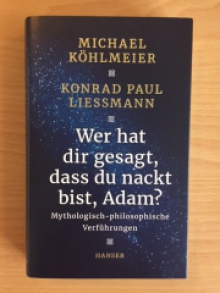 MICHAEL
KÖHLMEIER
KONRAD PAUL
LIESSMANN
Wer hat
dir gesagt,
dass du nackt
bist, Adam?
Mythologisch-philosophische
Verführungen
HANSER